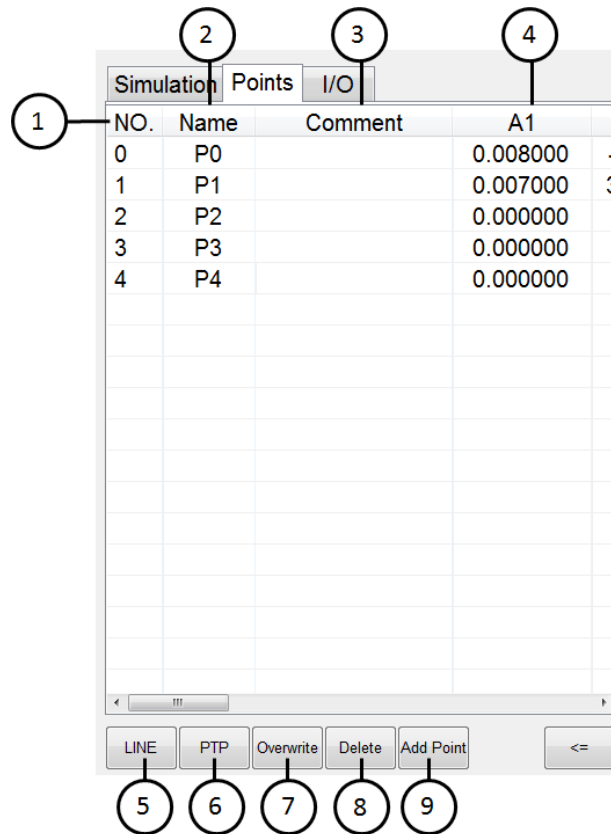 2 3 4
Simulation Points I/O
1 NO. Name Comment A1
0 P0 0.008000 -
1 P1 0.007000 3
2 P2 0.000000
3 P3 0.000000
4 P4 0.000000
LINE PTP Overwrite Delete Add Point <=
5 6 7 8 9